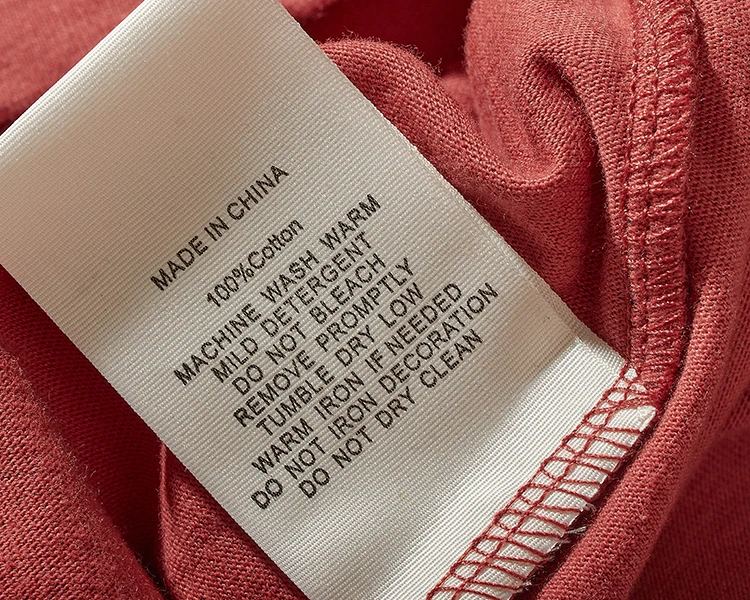 MADE IN CHINA
100%Cotton
MACHINE WASH WARM
MILD DETERGENT
DO NOT BLEACH
REMOVE PROMPTLY
TUMBLE DRY LOW
WARM IRON IF NEEDED
DO NOT IRON DECORATION
DO NOT DRY CLEAN